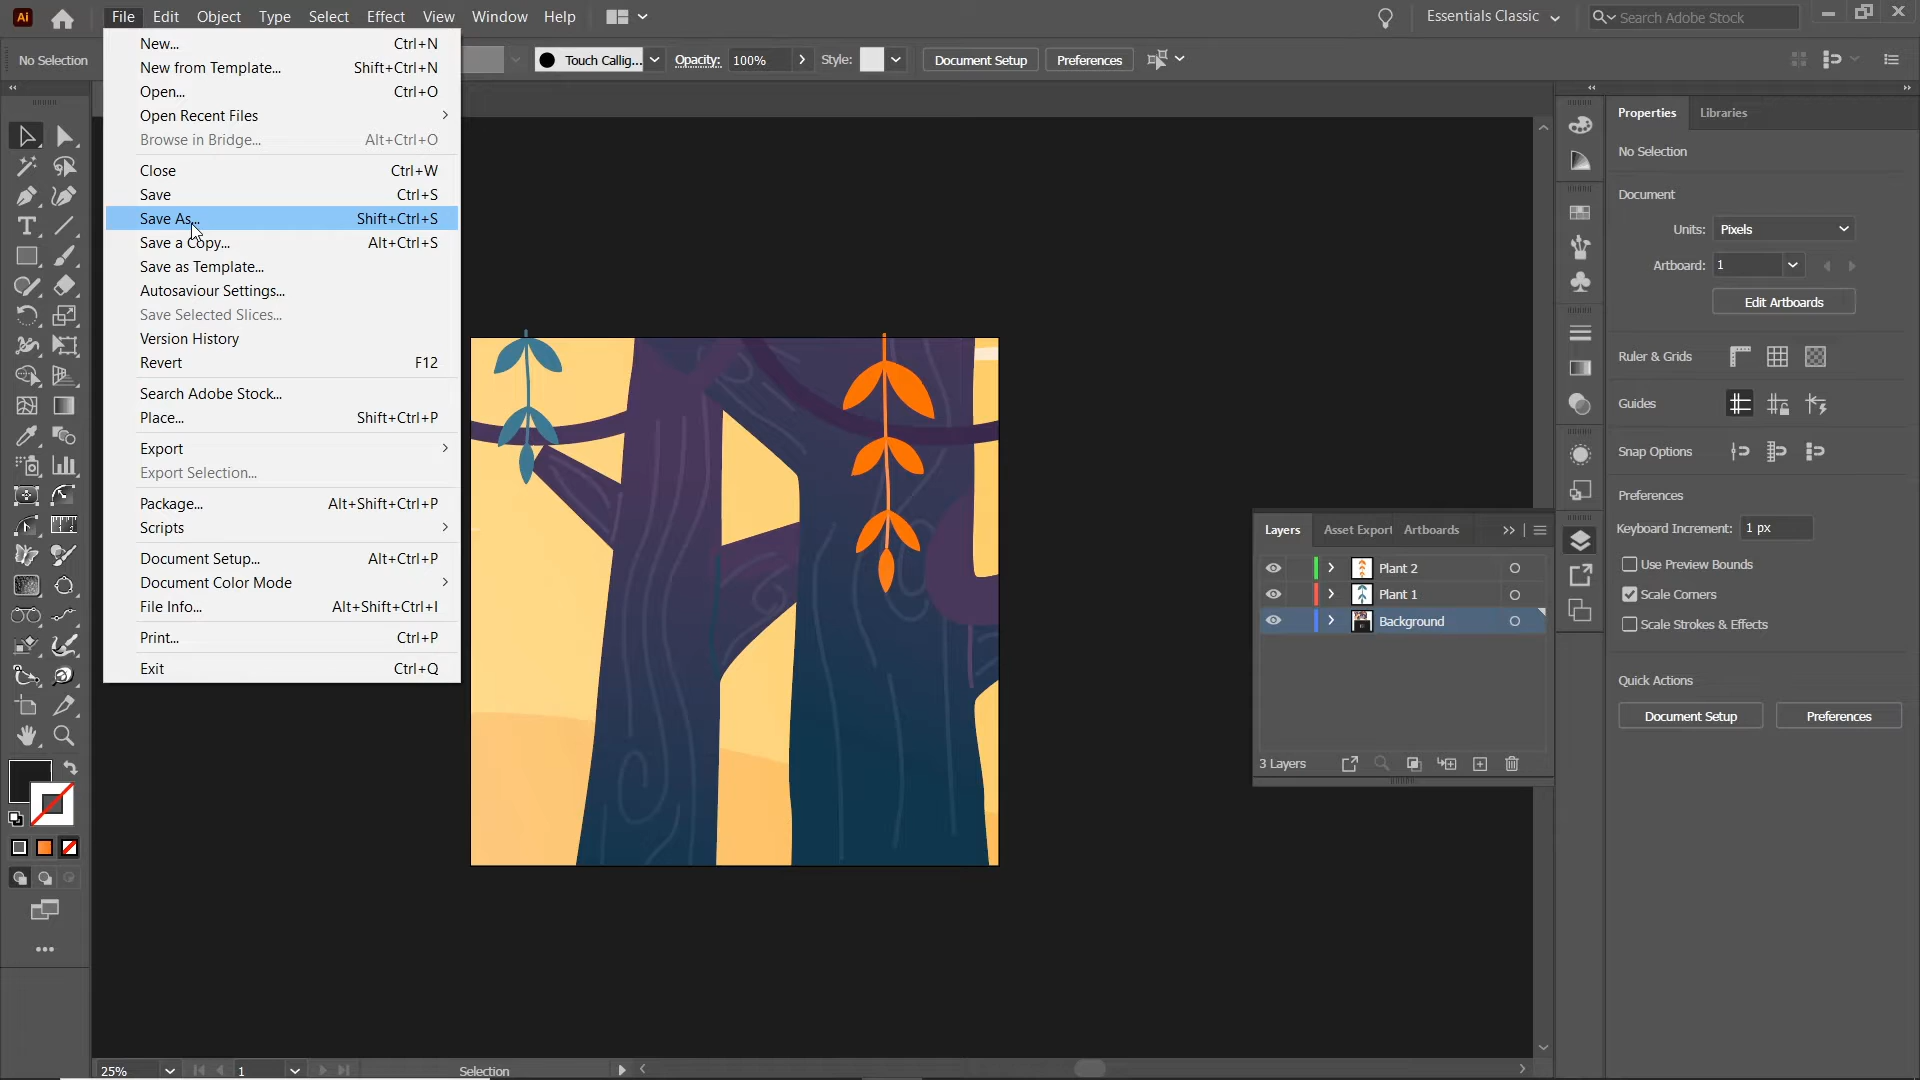 Ai
File Edit Object Type Select Effect View Window Help
Essentials Classic
Search Adobe Stock
No Selection
Touch Callig...
Opacity: 100%
Style:
Document Setup
Preferences
New... Ctrl+N
New from Template... Shift+Ctrl+N
Open... Ctrl+O
Open Recent Files
Browse in Bridge... Alt+Ctrl+O
Close Ctrl+W
Save Ctrl+S
Save As... Shift+Ctrl+S
Save a Copy... Alt+Ctrl+S
Save as Template...
Autosaviour Settings...
Save Selected Slices...
Version History
Revert F12
Search Adobe Stock...
Place... Shift+Ctrl+P
Export
Export Selection...
Package... Alt+Shift+Ctrl+P
Scripts
Document Setup... Alt+Ctrl+P
Document Color Mode
File Info... Alt+Shift+Ctrl+I
Print... Ctrl+P
Exit Ctrl+Q
Layers Asset Export Artboards
Plant 2
Plant 1
Background
3 Layers
Properties Libraries
No Selection
Document
Units: Pixels
Artboard: 1
Edit Artboards
Ruler & Grids
Guides
Snap Options
Preferences
Keyboard Increment: 1 px
Use Preview Bounds
Scale Corners
Scale Strokes & Effects
Quick Actions
Document Setup Preferences
25% 1 Selection